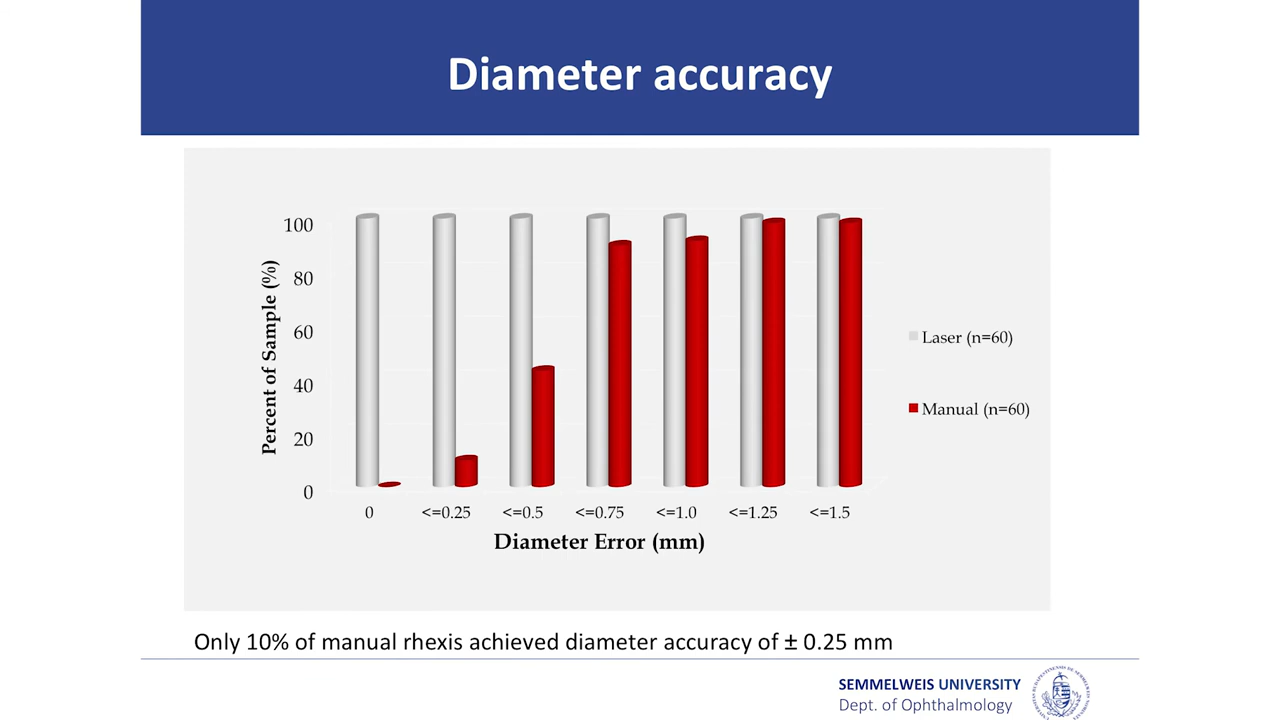 Diameter accuracy
100
80
60
40
20
0
Percent of Sample (%)
0 <=0.25 <=0.5 <=0.75 <=1.0 <=1.25 <=1.5
Diameter Error (mm)
Laser (n=60)
Manual (n=60)
Only 10% of manual rhexis achieved diameter accuracy of ± 0.25 mm
SEMMELWEIS UNIVERSITY
Dept. of Ophthalmology